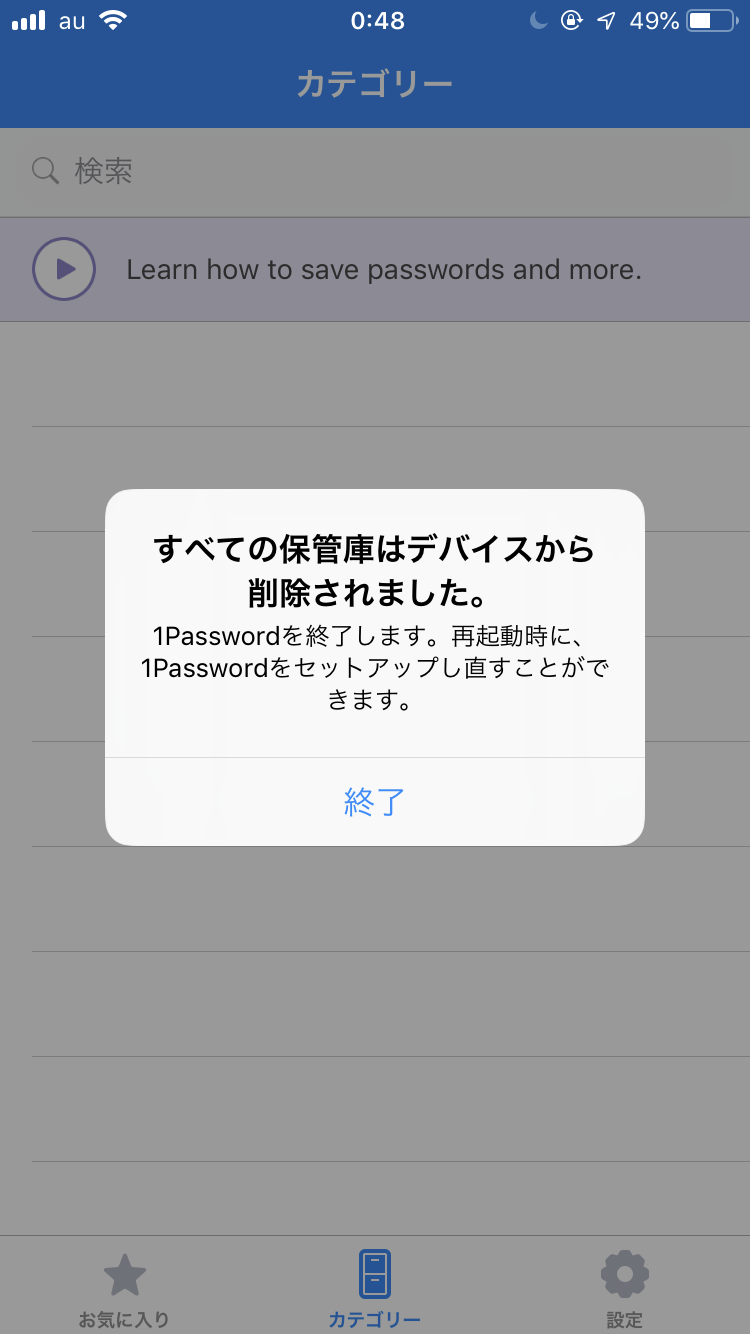 au 0:48 49%
カテゴリー
検索
Learn how to save passwords and more.
すべての保管庫はデバイスから
削除されました。
1Passwordを終了します。再起動時に、
1Passwordをセットアップし直すことがで
きます。
終了
お気に入り カテゴリー 設定